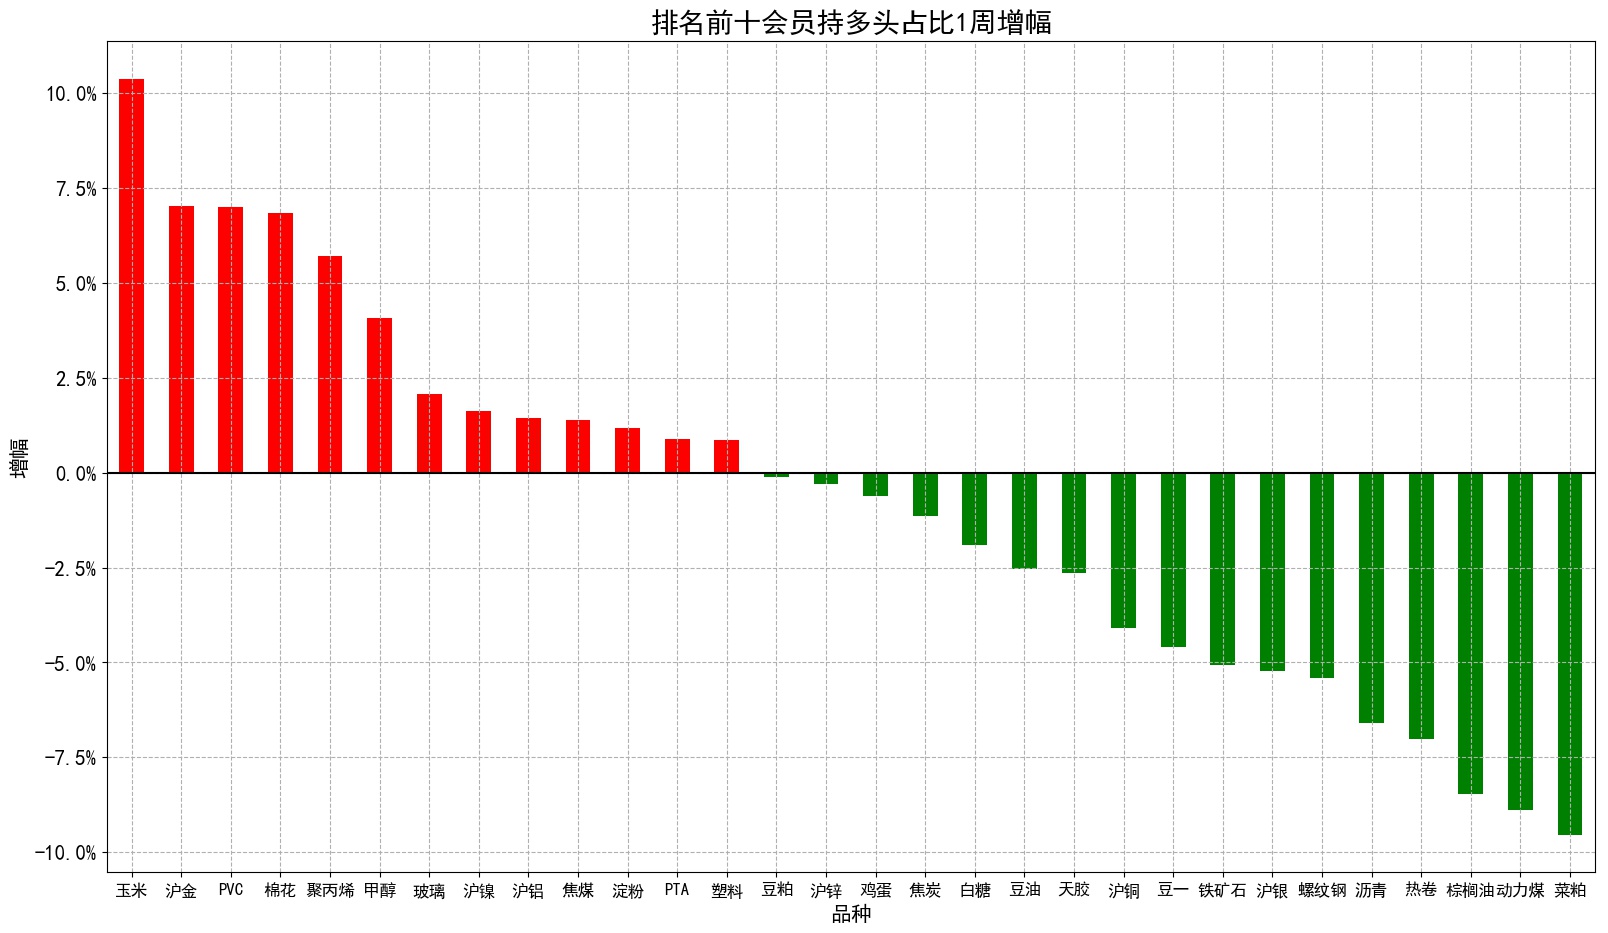 排名前十会员持多头占比1周增幅
增幅
10.0%
7.5%
5.0%
2.5%
0.0%
−2.5%
−5.0%
−7.5%
−10.0%
玉米 沪金 PVC 棉花 聚丙烯 甲醇 玻璃 沪镍 沪铝 焦煤 淀粉 PTA 塑料 豆粕 沪锌 鸡蛋 焦炭 白糖 豆油 天胶 沪铜 豆一 铁矿石 沪银 螺纹钢 沥青 热卷 棕榈油 动力煤 菜粕
品种